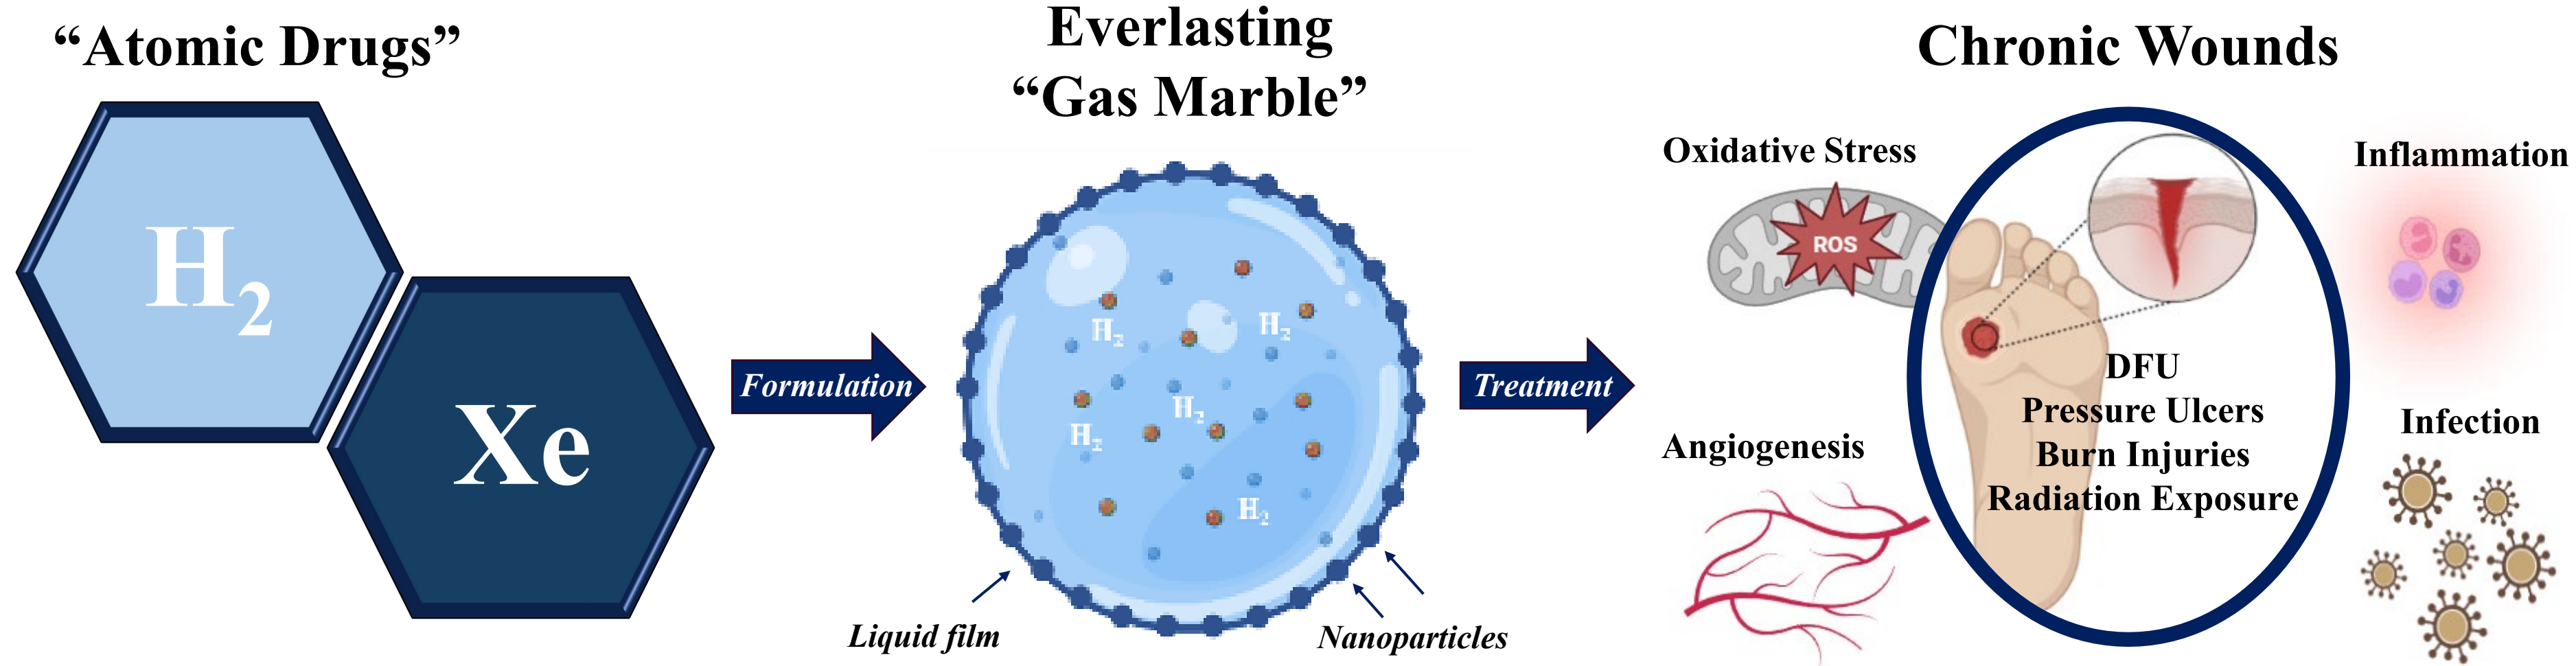 “Atomic Drugs”
H2
Xe
Formulation
Everlasting
“Gas Marble”
H2
H2
H2
H2
H2
Liquid film
Nanoparticles
Treatment
Chronic Wounds
Oxidative Stress
ROS
Inflammation
DFU
Pressure Ulcers
Burn Injuries
Radiation Exposure
Angiogenesis
Infection